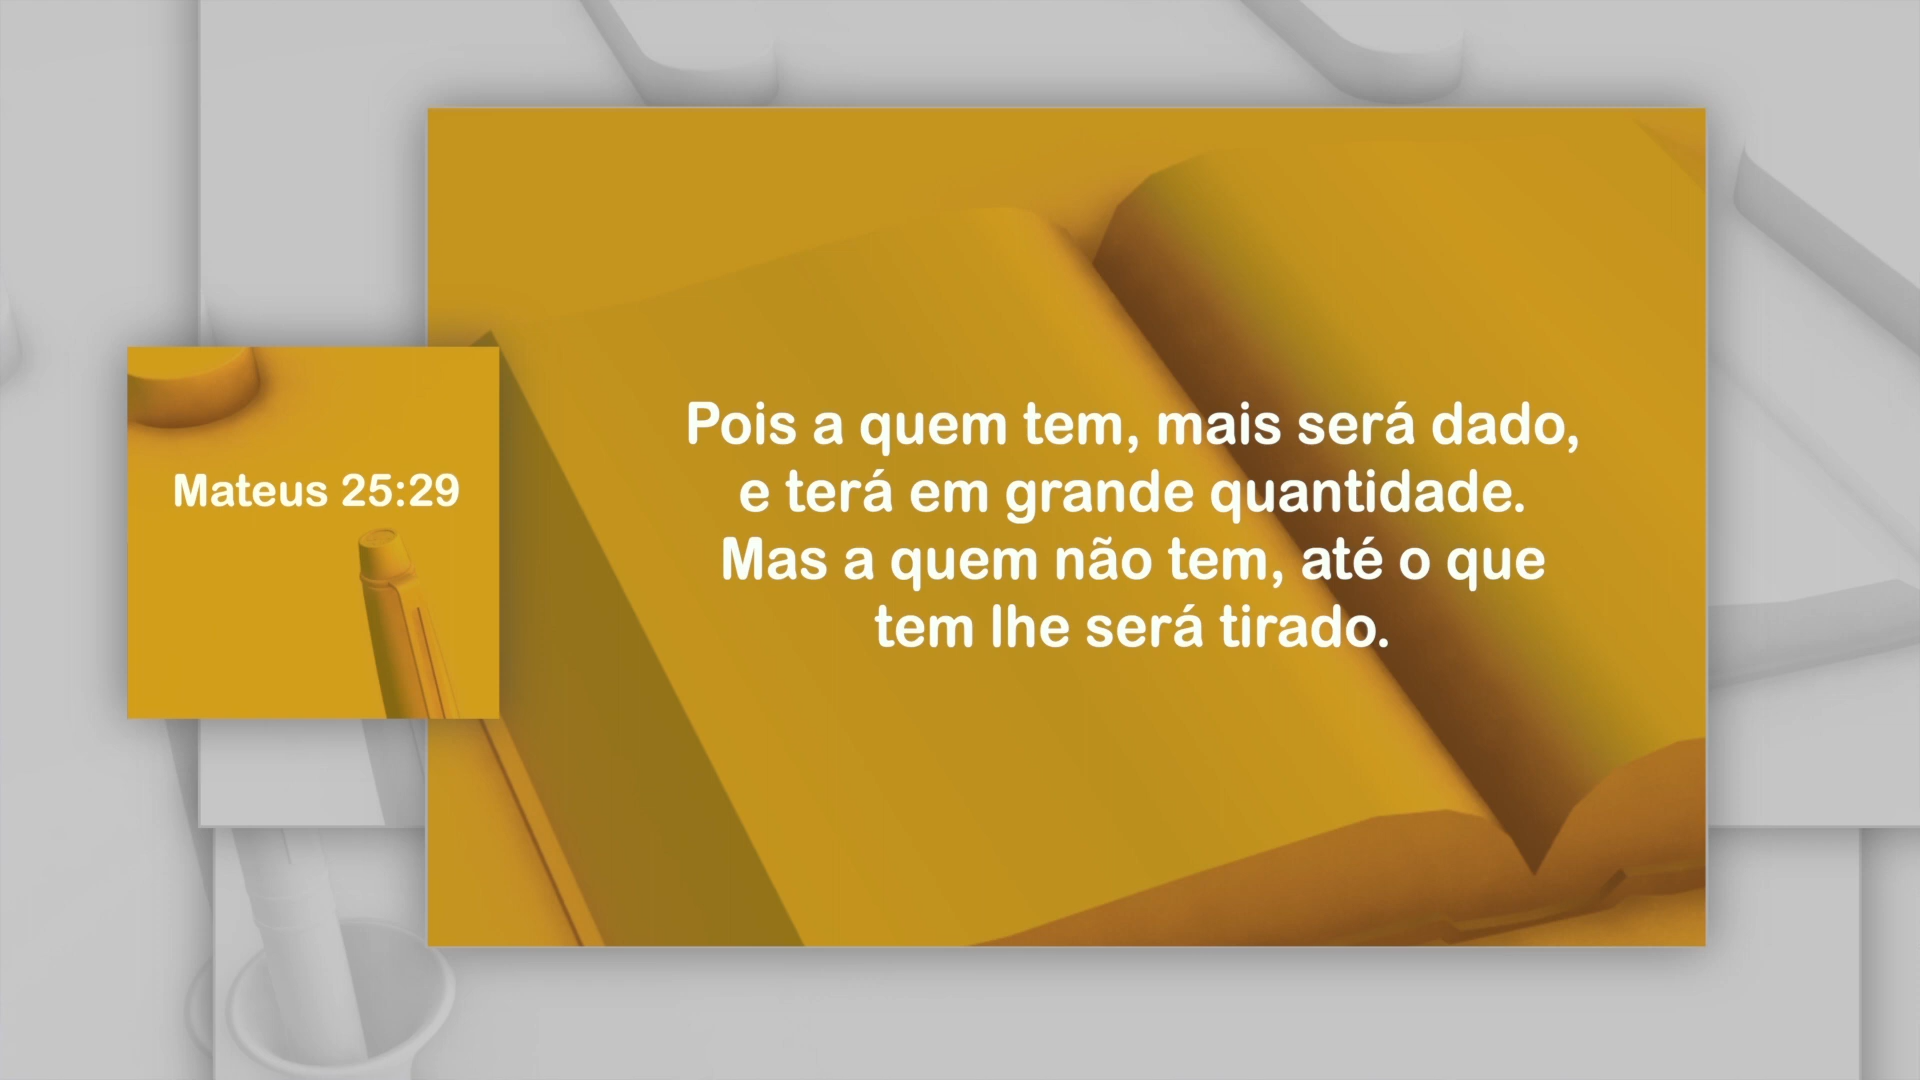 Mateus 25:29
Pois a quem tem, mais será dado,
e terá em grande quantidade.
Mas a quem não tem, até o que
tem lhe será tirado.